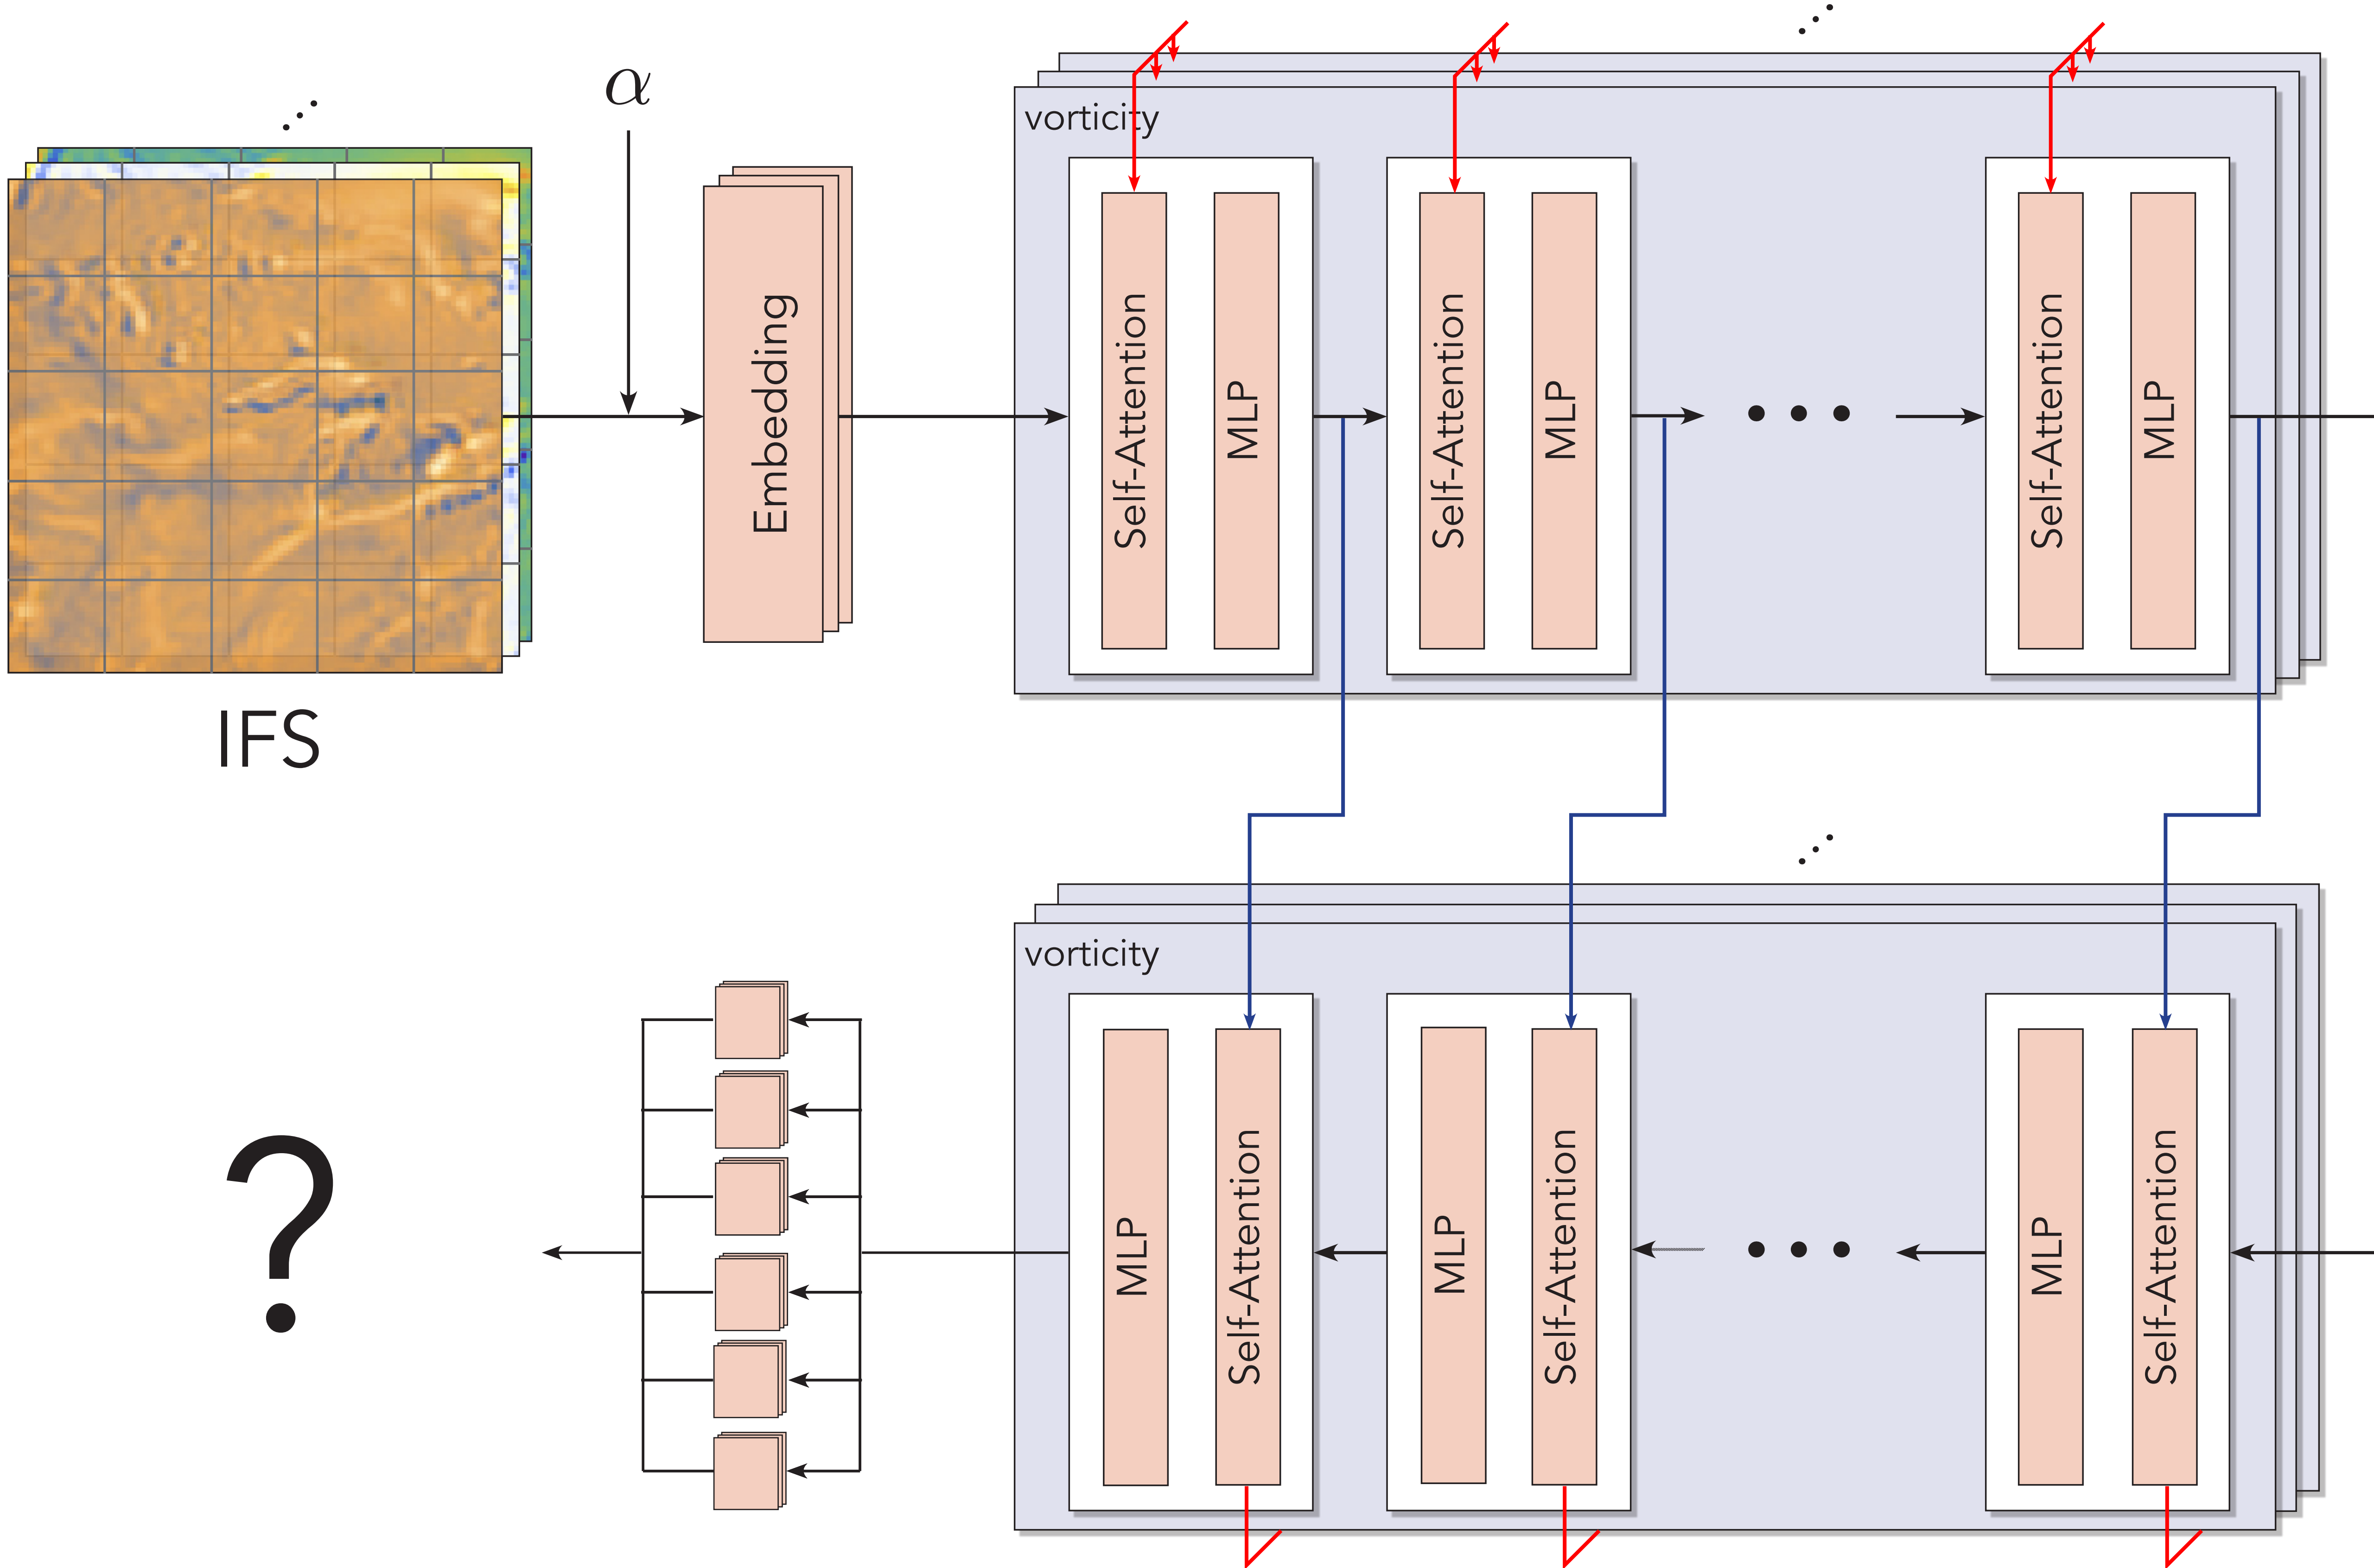 α
vorticity
Embedding
Self-Attention
MLP
Self-Attention
MLP
Self-Attention
MLP
IFS
vorticity
?
MLP
Self-Attention
MLP
Self-Attention
MLP
Self-Attention